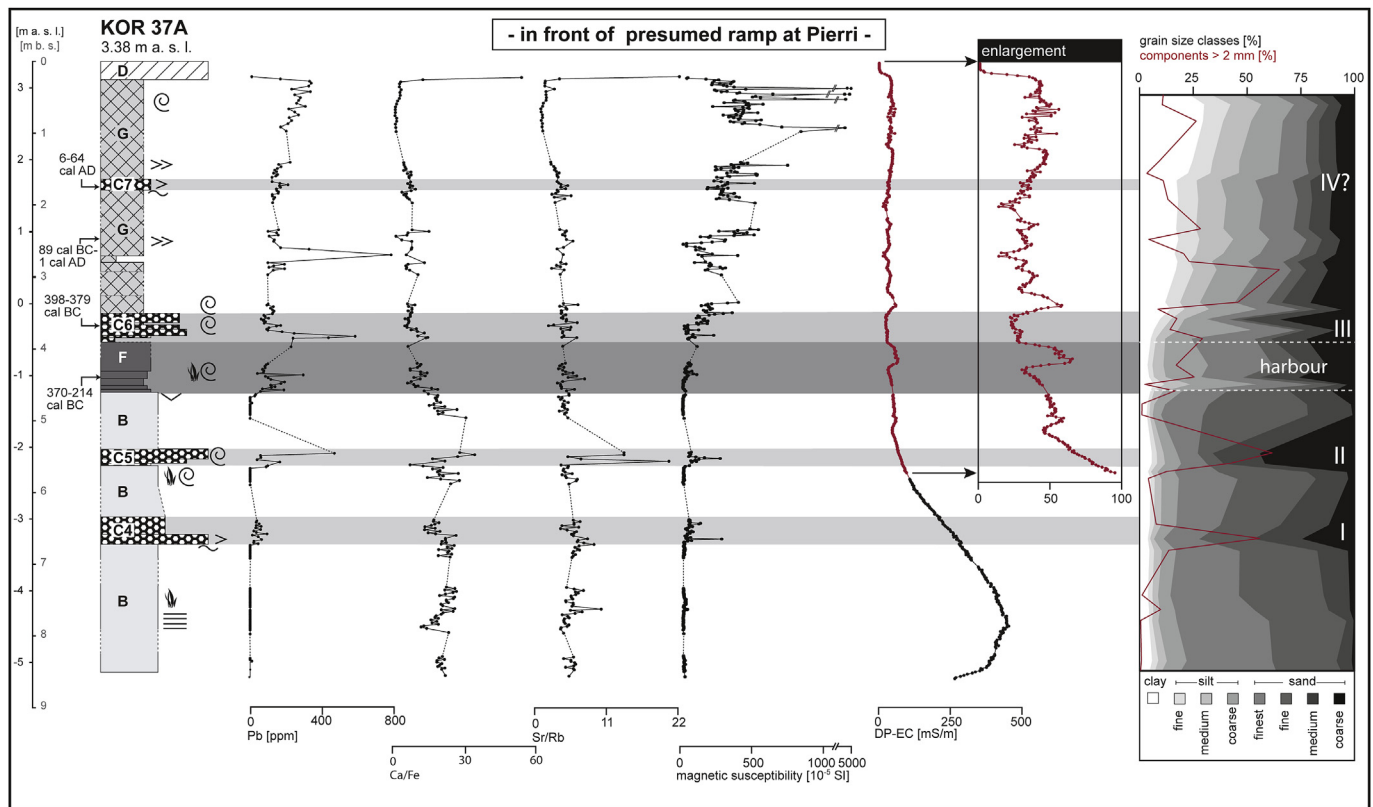 [m a. s. l.]
[m b. s.]
KOR 37A
3.38 m a. s. l.
- in front of presumed ramp at Pierri -
enlargement
grain size classes [%]
components > 2 mm [%]
0 25 50 75 100
0
3
1
2
2
1
3
0
4
-1
5
-2
6
-3
7
-4
8
-5
9
D
G
C7
G
C6
F
B
C5
B
C4
B
6-64
cal AD
89 cal BC-
1 cal AD
398-379
cal BC
370-214
cal BC
IV?
III
harbour
II
I
0 50 100
0 400 800
Pb [ppm]
0 30 60
Ca/Fe
0 11 22
Sr/Rb
0 500 1000 5000
magnetic susceptibility [10⁻⁵ SI]
0 500
DP-EC [mS/m]
clay silt sand
fine
medium
coarse
finest
fine
medium
coarse